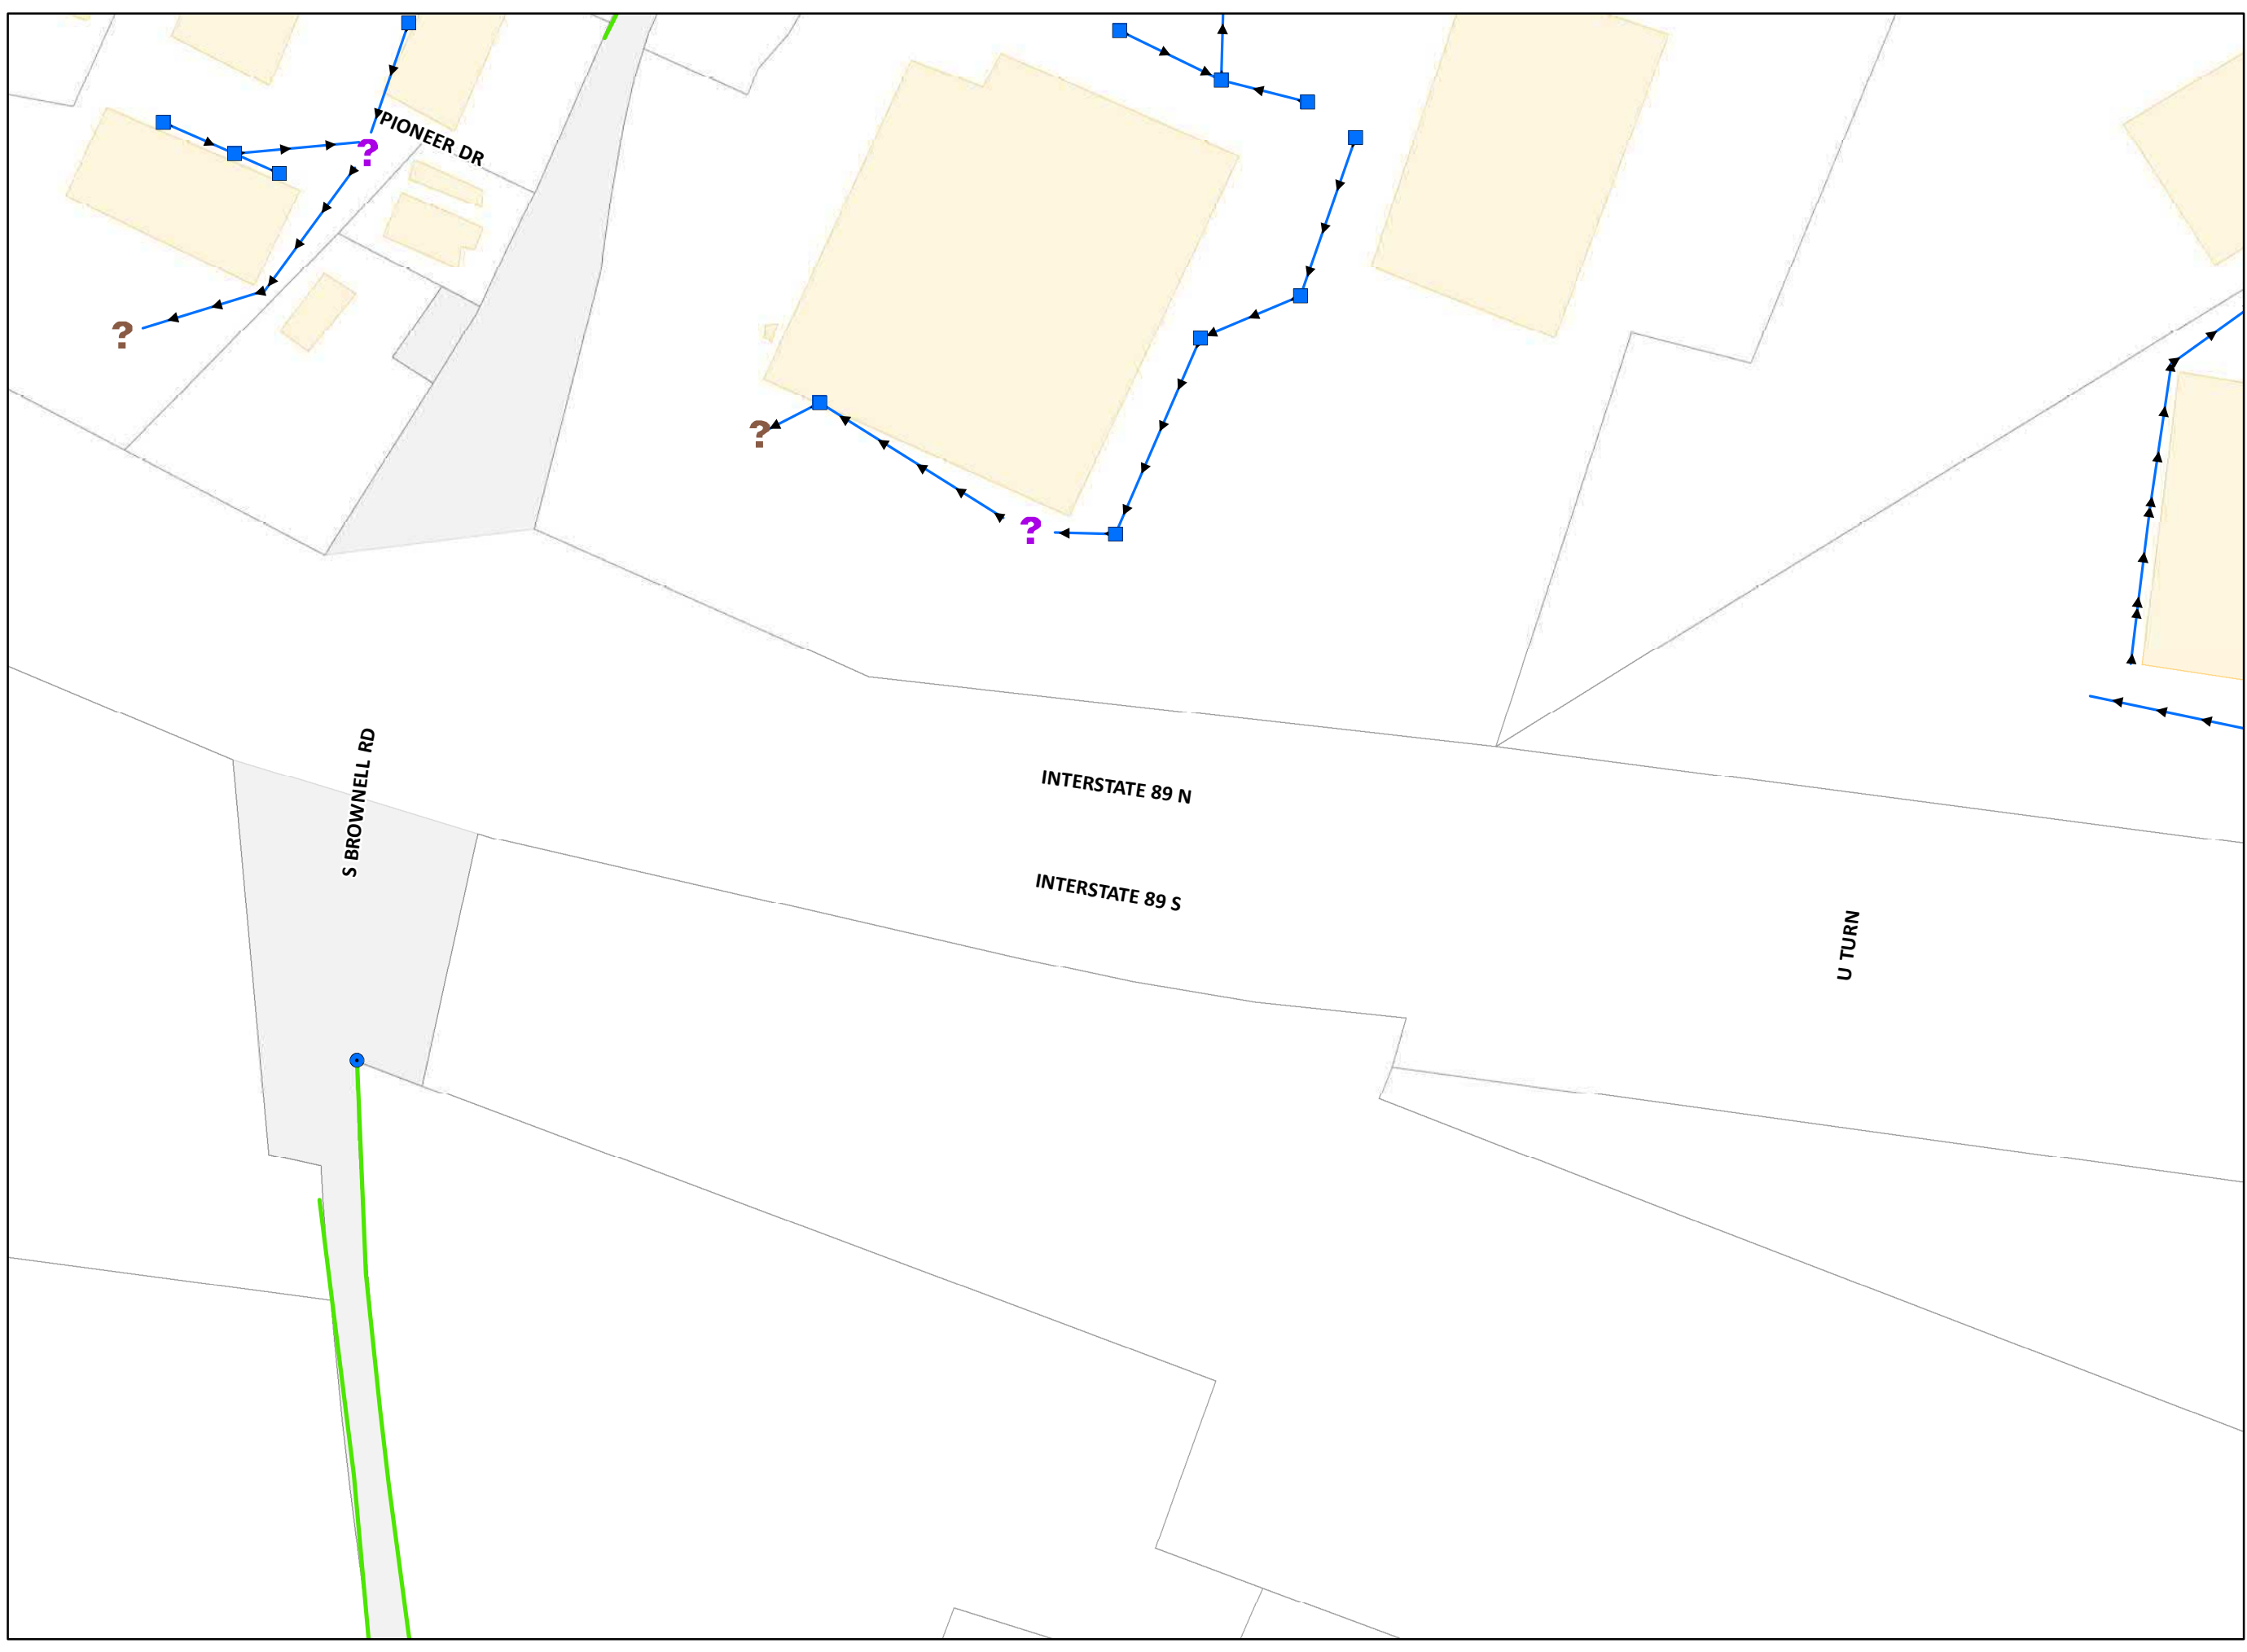 PIONEER DR
?
?
?
?
S BROWNELL RD
INTERSTATE 89 N
INTERSTATE 89 S
U TURN